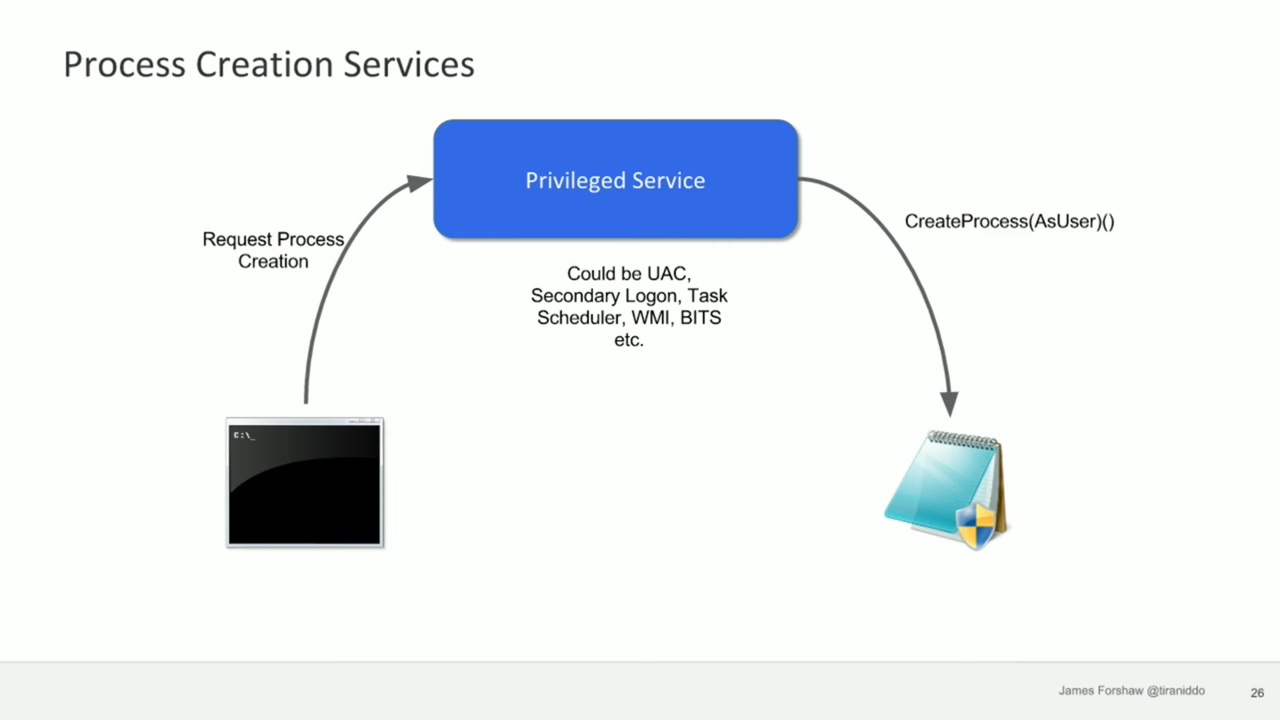 Process Creation Services
Privileged Service
Request Process
Creation
CreateProcess(AsUser)()
Could be UAC,
Secondary Logon, Task
Scheduler, WMI, BITS
etc.
C:\_
James Forshaw @tiraniddo
26